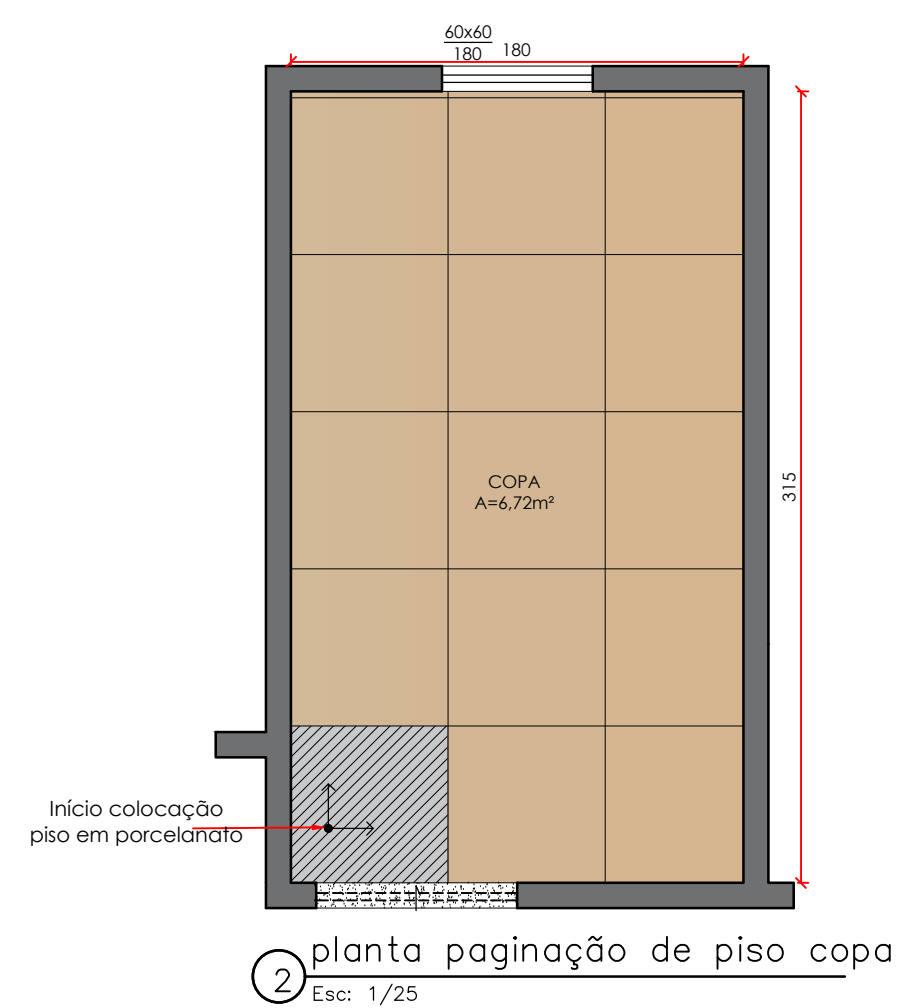 60x60
180 180
315
COPA
A=6,72m²
Início colocação
piso em porcelanato
2 planta paginação de piso copa
Esc: 1/25